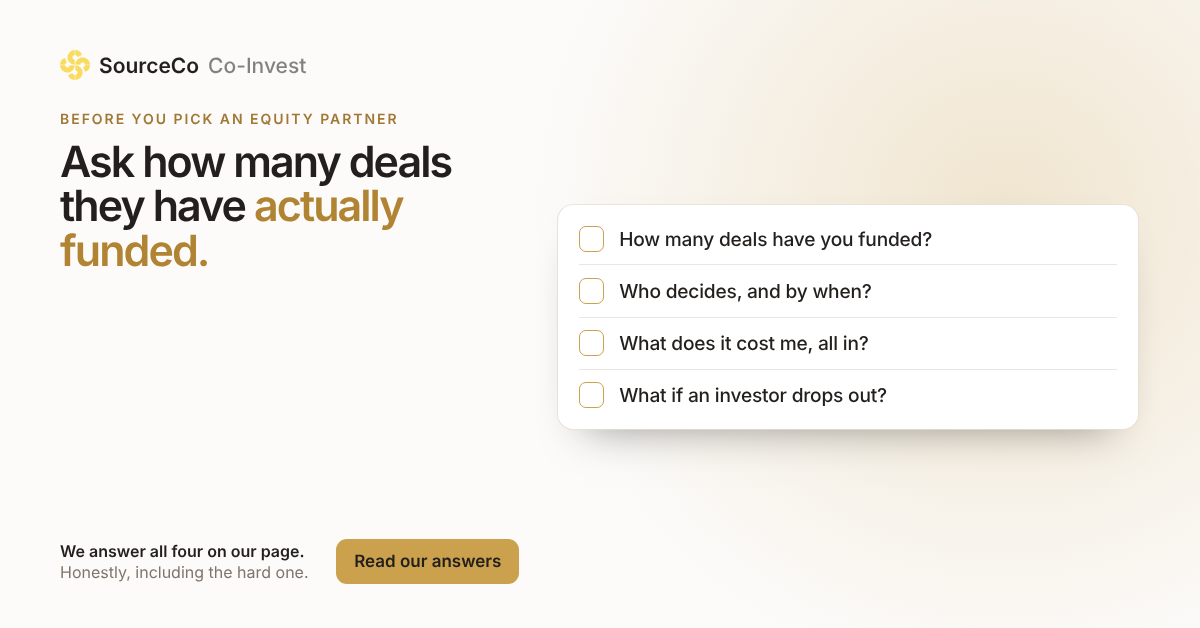 SourceCo Co-Invest
BEFORE YOU PICK AN EQUITY PARTNER
Ask how many deals
they have actually
funded.
How many deals have you funded?
Who decides, and by when?
What does it cost me, all in?
What if an investor drops out?
We answer all four on our page.
Honestly, including the hard one.
Read our answers